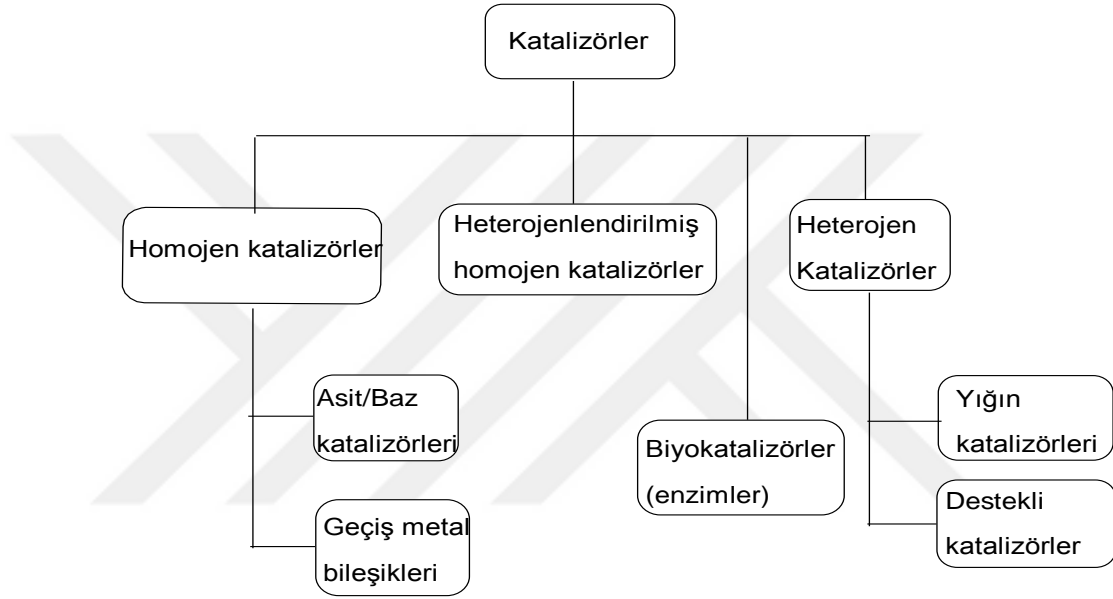 Katalizörler
Homojen katalizörler
Heterojenlendirilmiş
homojen katalizörler
Heterojen
Katalizörler
Asit/Baz
katalizörleri
Geçiş metal
bileşikleri
Biyokatalizörler
(enzimler)
Yığın
katalizörleri
Destekli
katalizörler